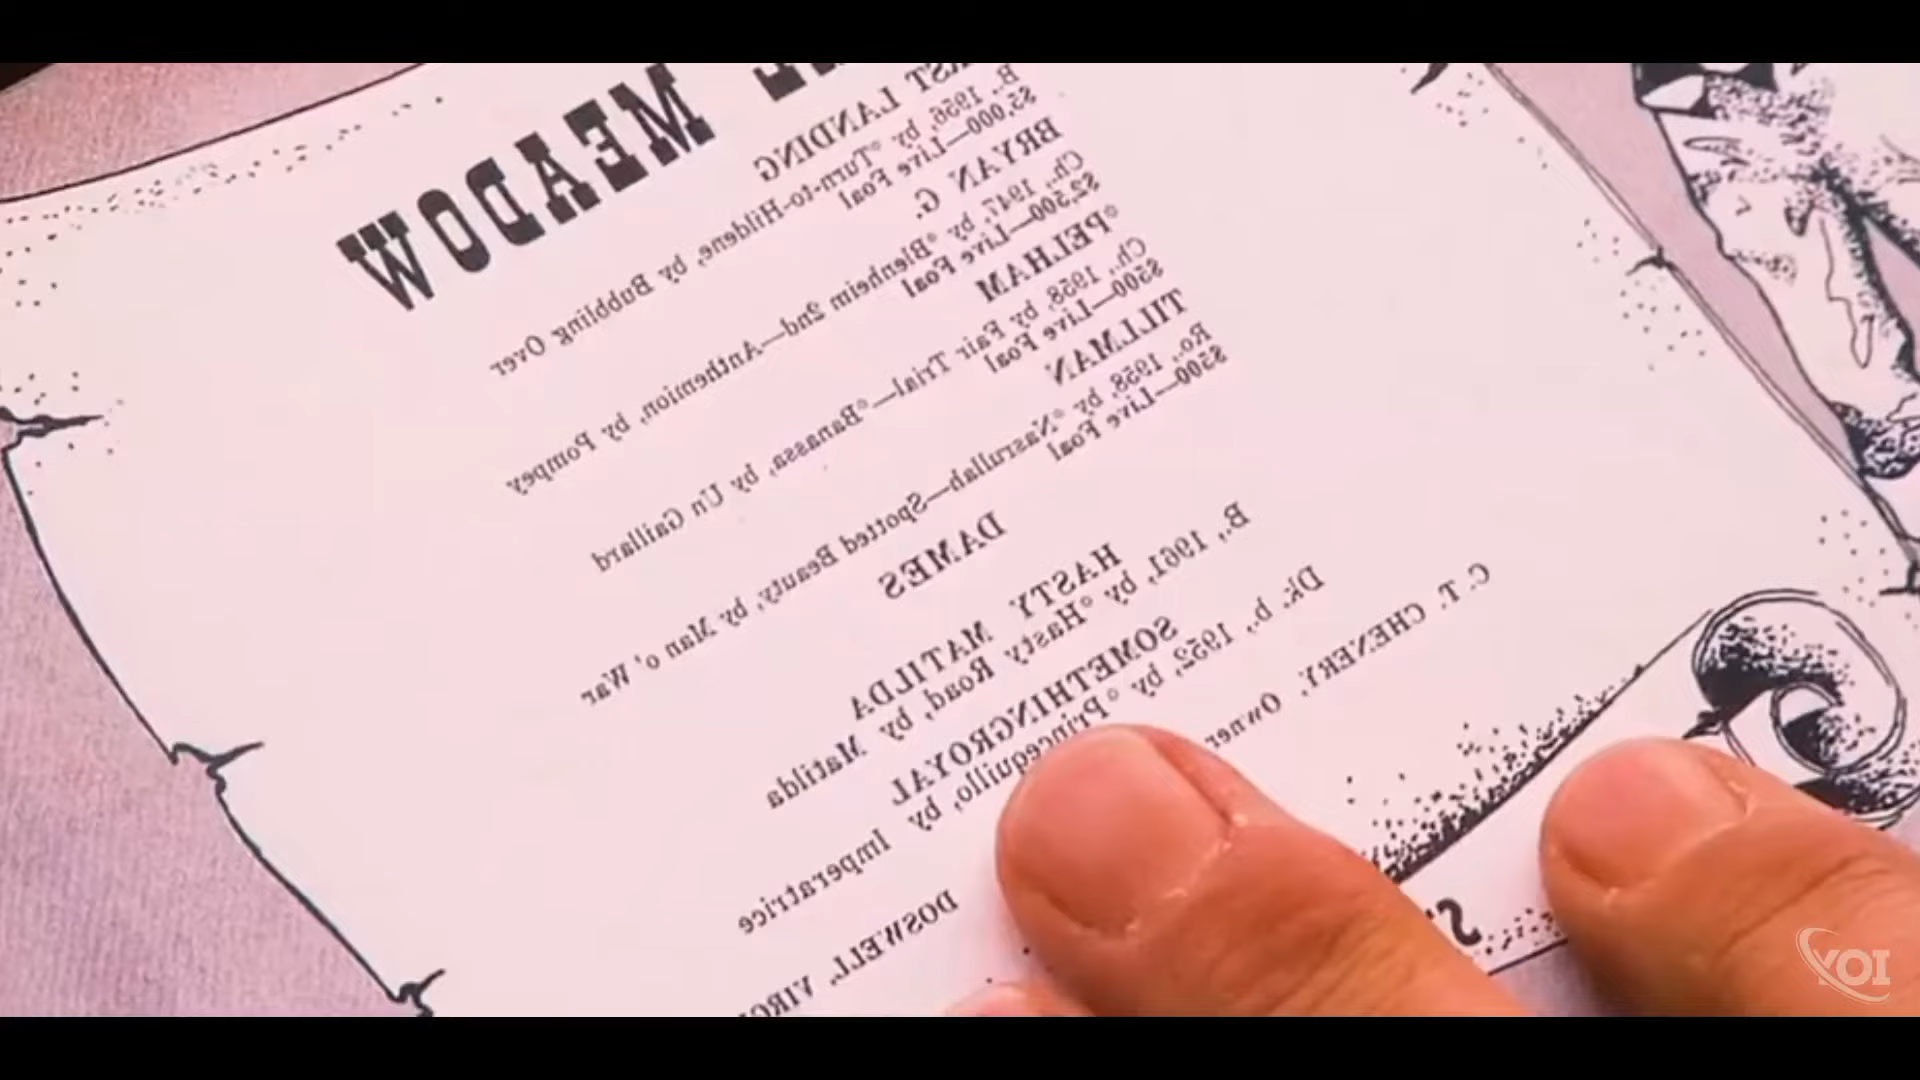 MEADOW
ST LANDING
B., 1956, by *Turn-to-Hildene, by Bubbling Over
$5,000—Live Foal
BRYAN G.
Ch., 1947, by *Blenheim 2nd—Anthemion, by Pompey
$2,500—Live Foal
*PELHAM
Ch., 1958, by Fair Trial—*Banassa, by Un Gaillard
$500—Live Foal
TILLMAN
Ro., 1958, by *Nasrullah—Spotted Beauty, by Man o' War
$500—Live Foal
DAMES
HASTY MATILDA
B., 1961, by *Hasty Road, by Matilda
SOMETHINGROYAL
Dk. b., 1952, by *Princequillo, by Imperatrice
C. T. CHENERY, Owner
DOSWELL, VIRG
YOI